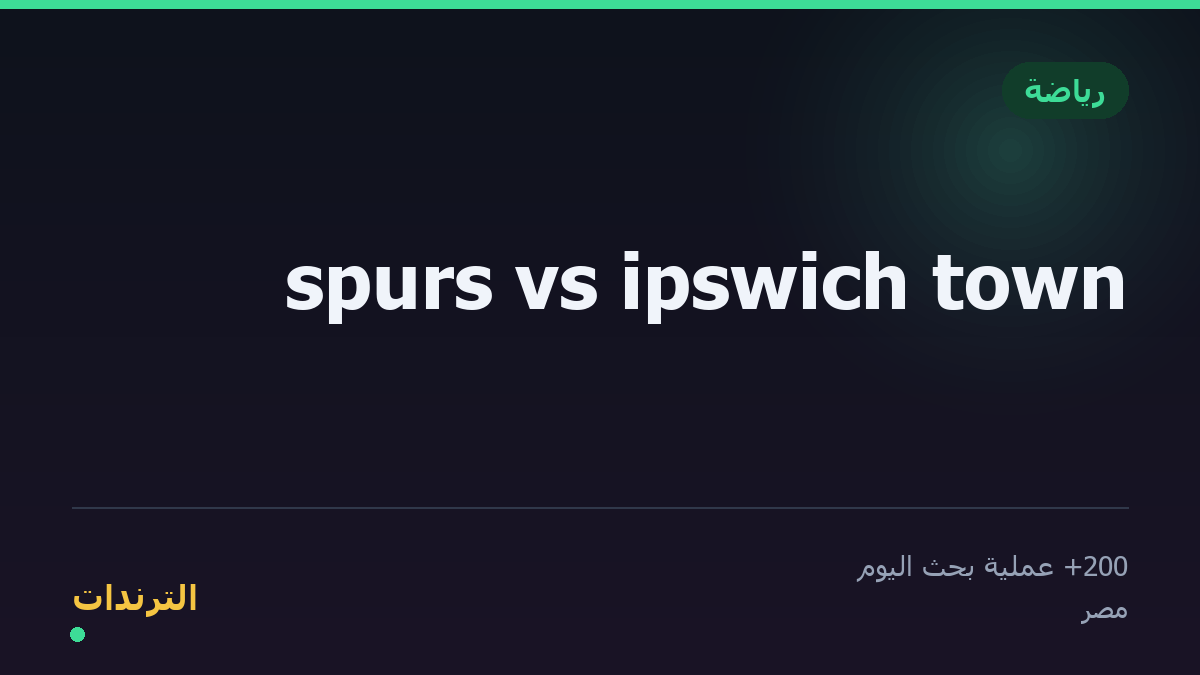 رياضة
spurs vs ipswich town
+200 عملية بحث اليوم
مصر
الترندات